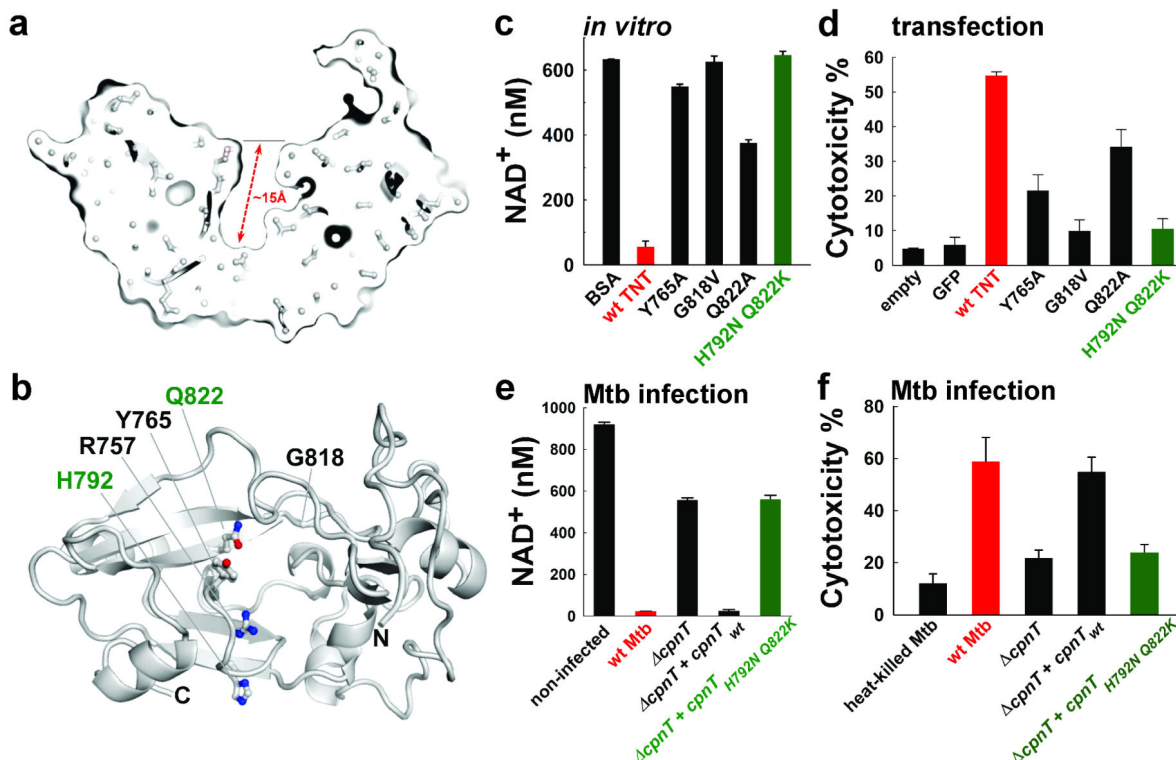 a
~15Å
b
Q822
Y765
R757
G818
H792
N
C
c
in vitro
NAD+ (nM)
600
400
200
0
BSA
wt TNT
Y765A
G818V
Q822A
H792N Q822K
d
transfection
Cytotoxicity %
60
50
40
30
20
10
0
empty
GFP
wt TNT
Y765A
G818V
Q822A
H792N Q822K
e
Mtb infection
NAD+ (nM)
1000
800
600
400
200
0
non-infected
wt Mtb
ΔcpnT
ΔcpnT + cpnT wt
ΔcpnT + cpnT H792N Q822K
f
Mtb infection
Cytotoxicity %
80
60
40
20
0
heat-killed Mtb
wt Mtb
ΔcpnT
ΔcpnT + cpnT wt
ΔcpnT + cpnT H792N Q822K